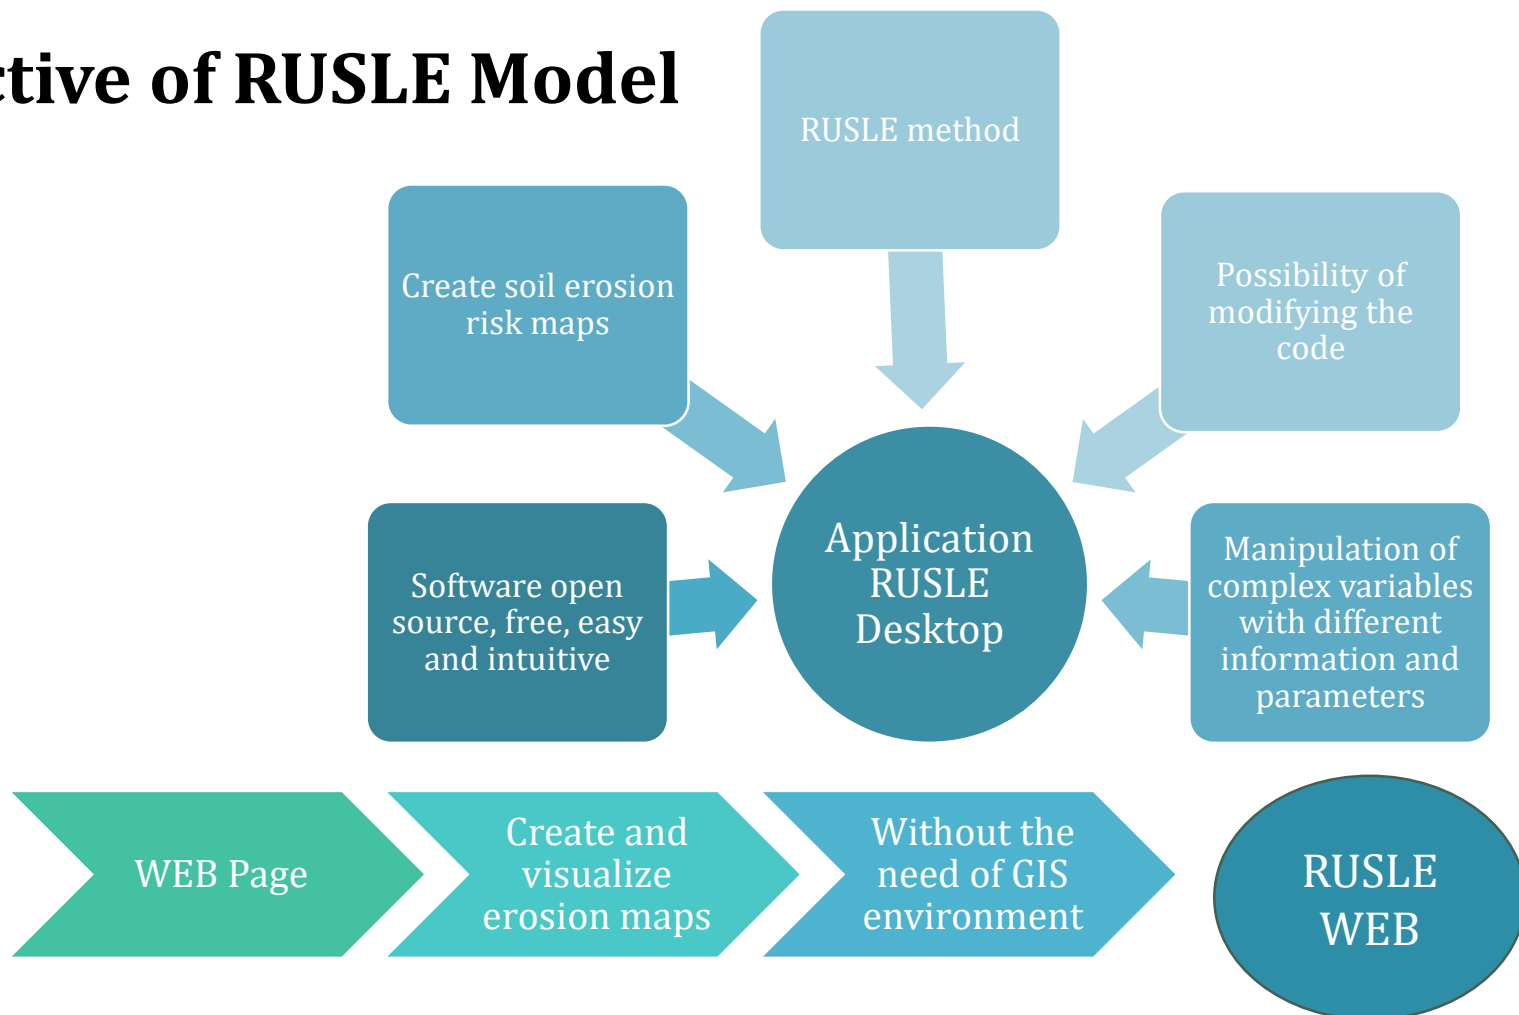 ctive of RUSLE Model
RUSLE method
Create soil erosion
risk maps
Possibility of
modifying the
code
Software open
source, free, easy
and intuitive
Application
RUSLE
Desktop
Manipulation of
complex variables
with different
information and
parameters
WEB Page
Create and
visualize
erosion maps
Without the
need of GIS
environment
RUSLE
WEB